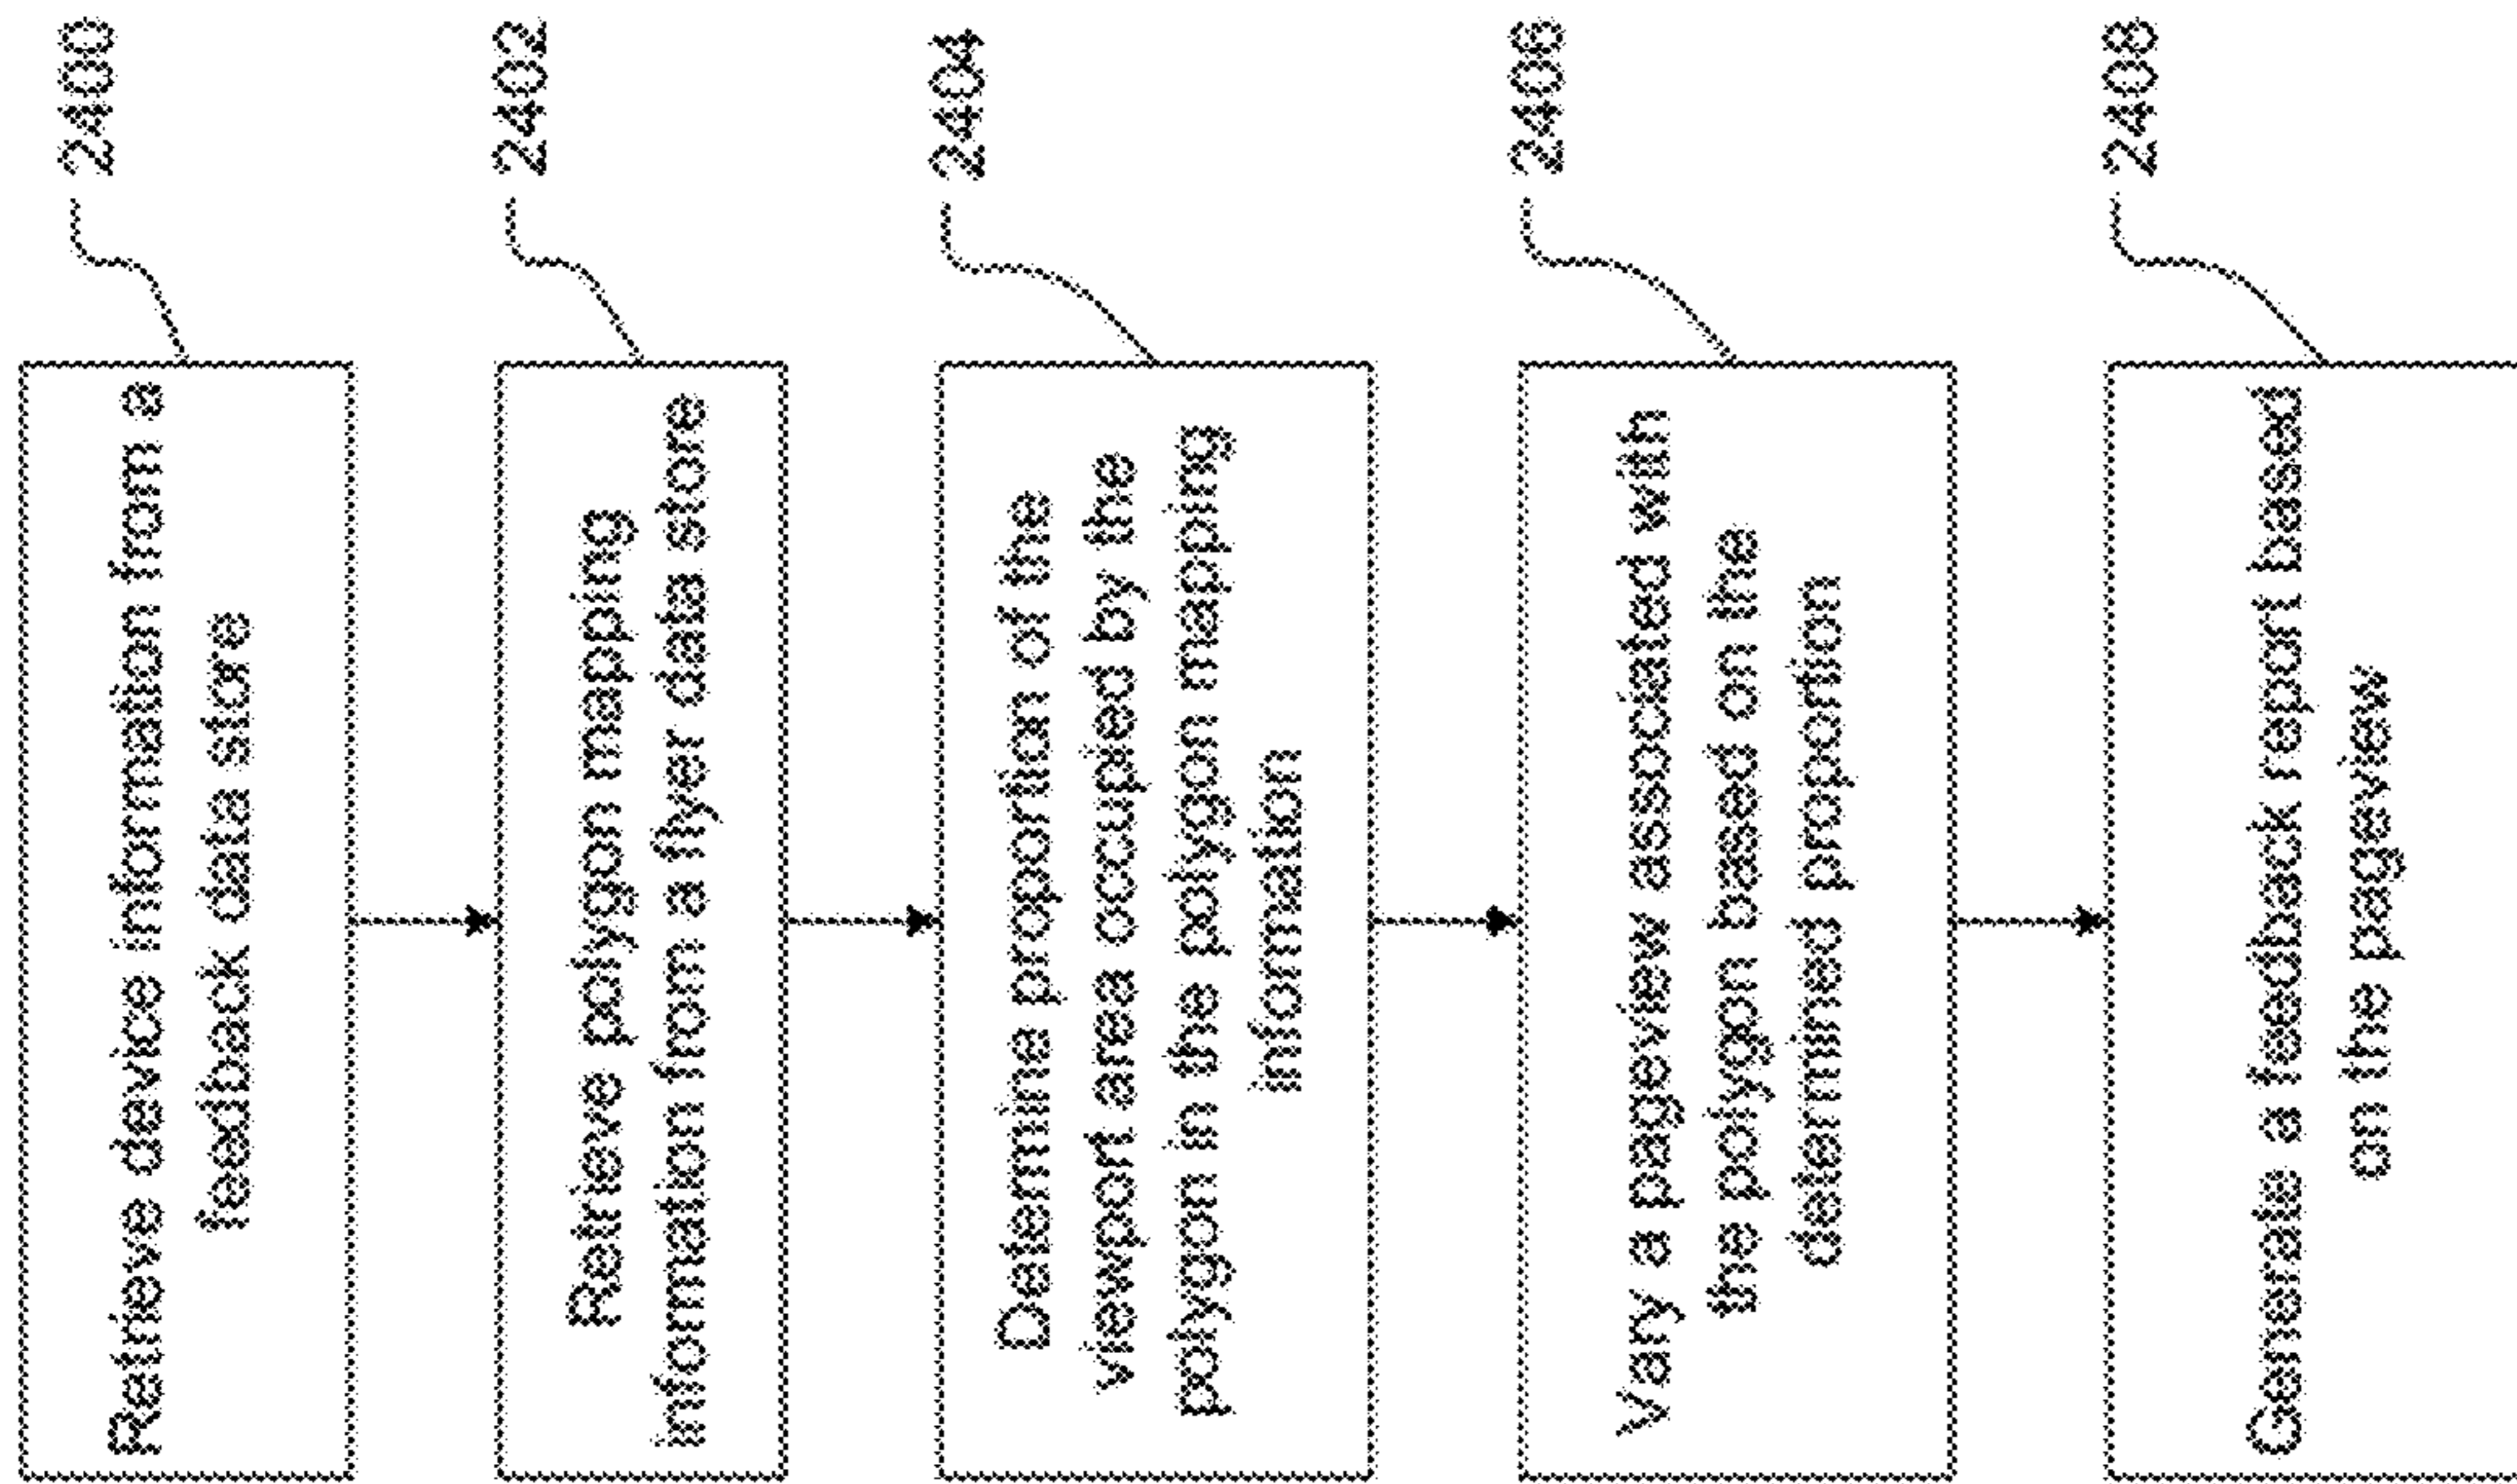 Retrieve device information from a
feedback data store
2400
Retrieve polygon mapping
information from a flyer data store
2402
Determine proportion of the
viewport area occupied by the
polygon in the polygon mapping
information
2404
Vary a pageview associated with
the polygon based on the
determined proportion
2406
Generate a feedback report based
on the pageview
2408